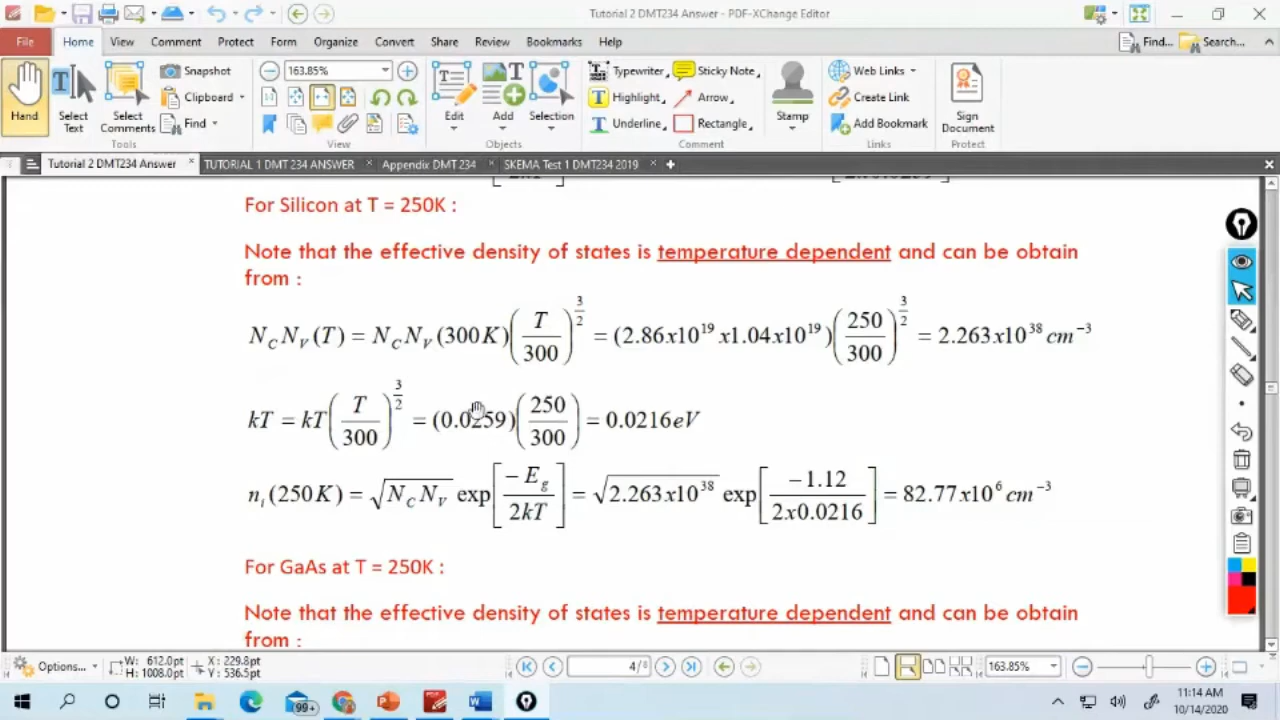 Tutorial 2 DMT234 Answer - PDF-XChange Editor
File Home View Comment Protect Form Organize Convert Share Review Bookmarks Help Find... Search...
Hand Select Text Select Comments Snapshot Clipboard Find
163.85%
Edit Add Selection Typewriter Highlight Underline Sticky Note Arrow Rectangle Stamp Web Links Create Link Add Bookmark Sign Document
Tools View Objects Comment Links Protect
Tutorial 2 DMT234 Answer TUTORIAL 1 DMT 234 ANSWER Appendix DMT 234 SKEMA Test 1 DMT234 2019
For Silicon at T = 250K :
Note that the effective density of states is temperature dependent and can be obtain
from :
N_C N_V (T) = N_C N_V (300K) (T/300)^(3/2) = (2.86x10^19 x1.04x10^19) (250/300)^(3/2) = 2.263x10^38 cm^-3
kT = kT (T/300)^(3/2) = (0.0259) (250/300) = 0.0216eV
n_i (250K) = √(N_C N_V) exp[-E_g/2kT] = √(2.263x10^38) exp[-1.12/2x0.0216] = 82.77x10^6 cm^-3
For GaAs at T = 250K :
Note that the effective density of states is temperature dependent and can be obtain
from :
Options... W: 612.0pt H: 1008.0pt X: 229.8pt Y: 536.5pt 163.85%
99+
11:14 AM
10/14/2020